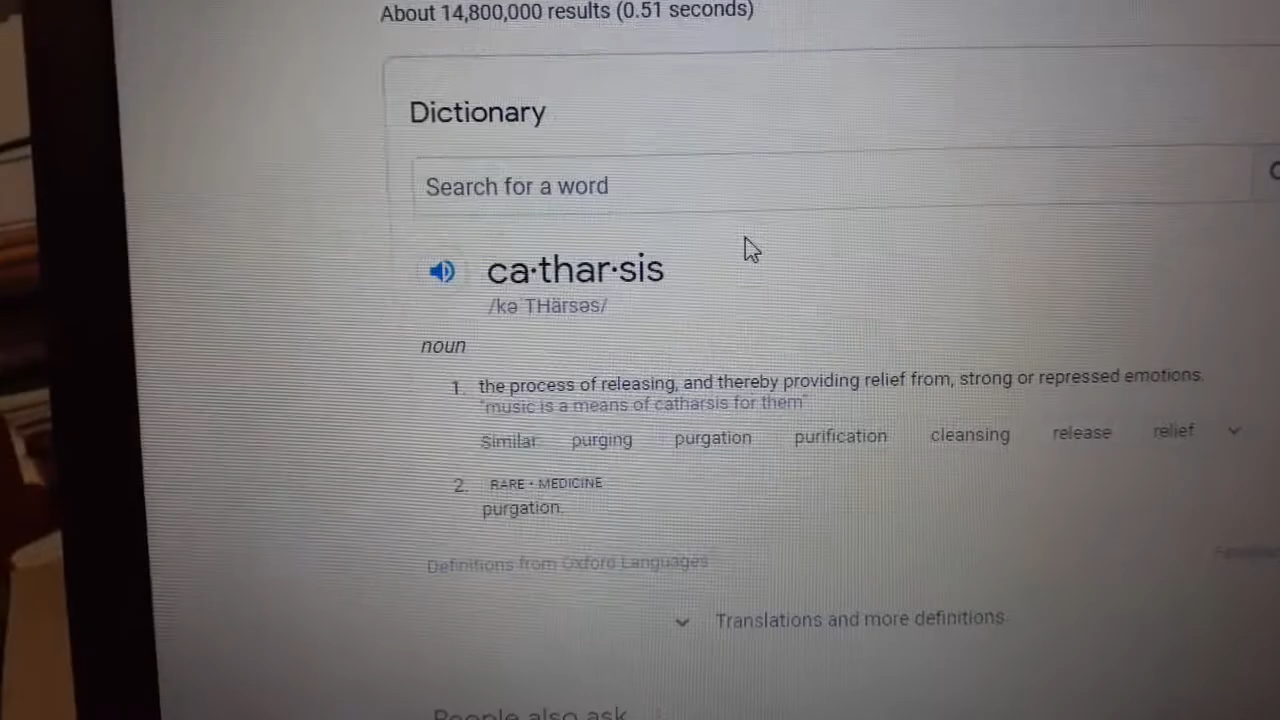 About 14,800,000 results (0.51 seconds)
Dictionary
Search for a word
ca·thar·sis
/kəˈTHärsəs/
noun
1. the process of releasing, and thereby providing relief from, strong or repressed emotions.
"music is a means of catharsis for them"
Similar purging purgation purification cleansing release relief
2. RARE • MEDICINE
purgation.
Definitions from Oxford Languages
Translations and more definitions
People also ask